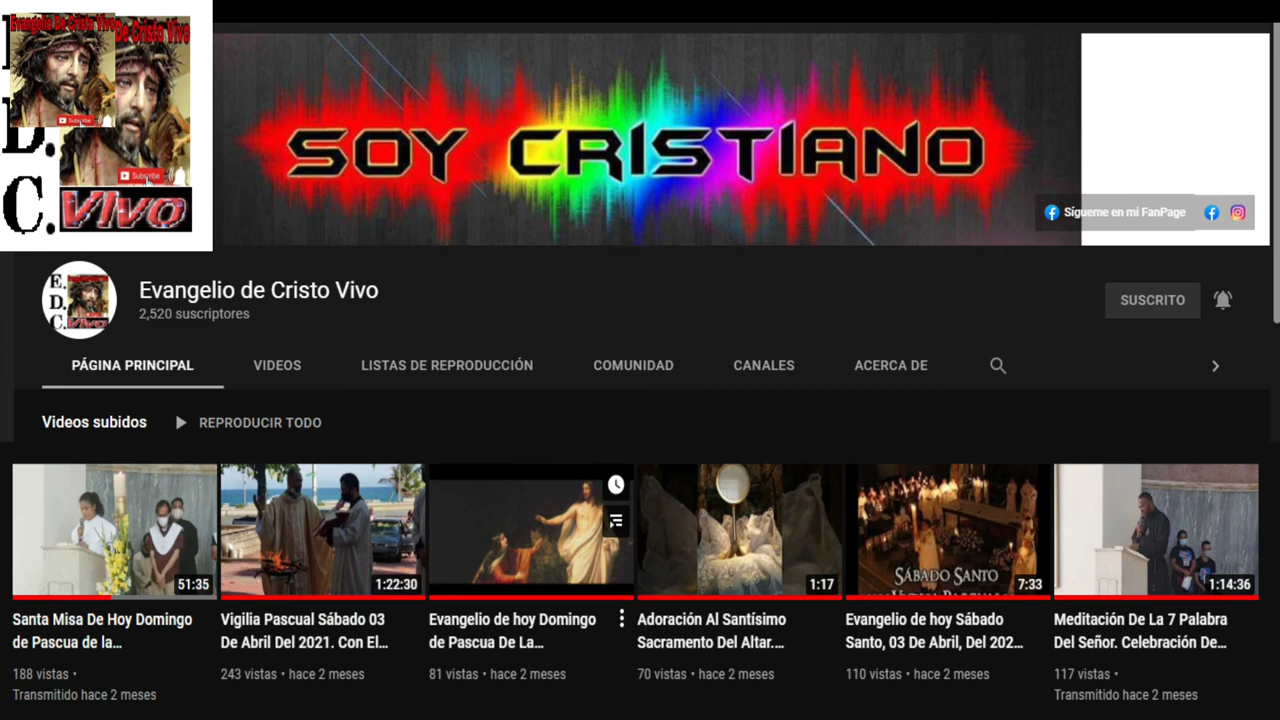 Evangelio De Cristo Vivo
De Cristo Vivo
Subscribe
D.
Subscribe
C.
Vivo
SOY CRISTIANO
Sígueme en mi FanPage
E.
D.
C.
Vivo
Evangelio de Cristo Vivo
2,520 suscriptores
SUSCRITO
PÁGINA PRINCIPAL
VIDEOS
LISTAS DE REPRODUCCIÓN
COMUNIDAD
CANALES
ACERCA DE
Videos subidos
REPRODUCIR TODO
51:35
1:22:30
1:17
SÁBADO SANTO
7:33
1:14:36
Santa Misa De Hoy Domingo
de Pascua de la...
188 vistas •
Transmitido hace 2 meses
Vigilia Pascual Sábado 03
De Abril Del 2021. Con El...
243 vistas • hace 2 meses
Evangelio de hoy Domingo
de Pascua De La...
81 vistas • hace 2 meses
Adoración Al Santísimo
Sacramento Del Altar....
70 vistas • hace 2 meses
Evangelio de hoy Sábado
Santo, 03 De Abril, Del 202...
110 vistas • hace 2 meses
Meditación De La 7 Palabra
Del Señor. Celebración De...
117 vistas •
Transmitido hace 2 meses